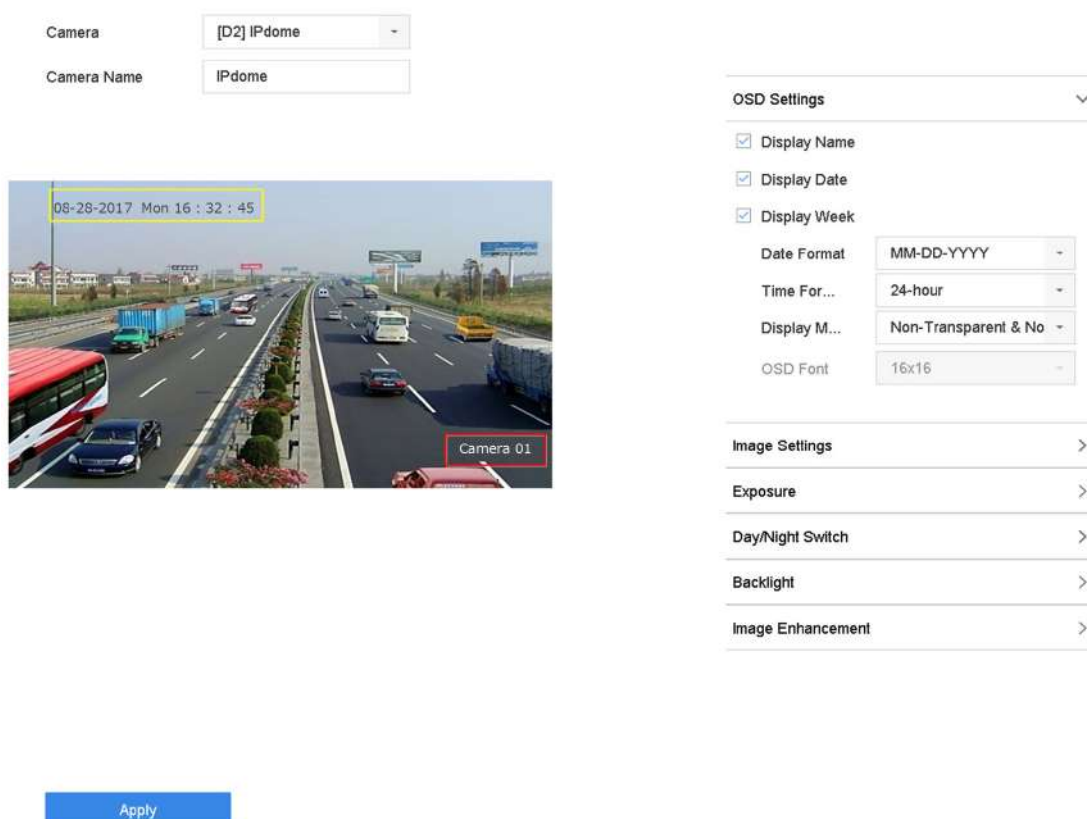 Camera
[D2] IPdome
Camera Name
IPdome
08-28-2017 Mon 16 : 32 : 45
Camera 01
OSD Settings
Display Name
Display Date
Display Week
Date Format
MM-DD-YYYY
Time For...
24-hour
Display M...
Non-Transparent & No
OSD Font
16x16
Image Settings
Exposure
Day/Night Switch
Backlight
Image Enhancement
Apply